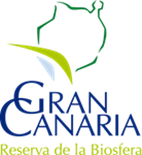 GRAN
CANARIA
Reserva de la Biosfera